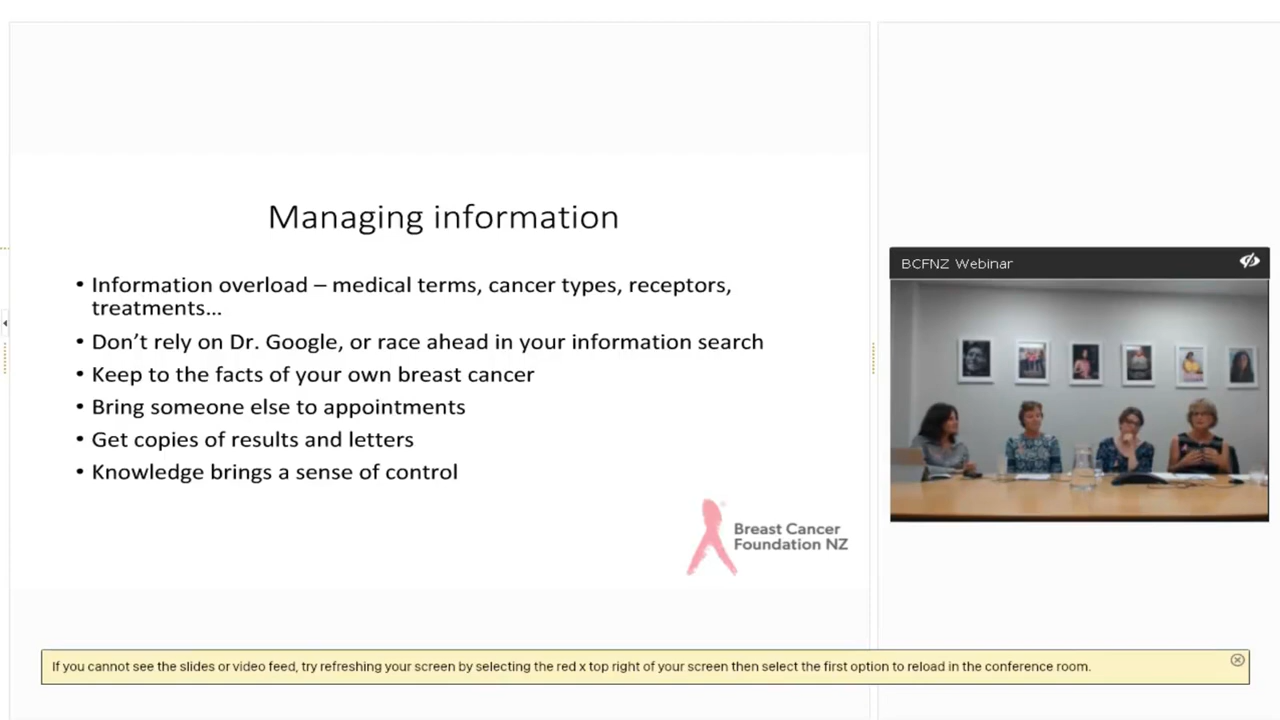 Managing information
• Information overload – medical terms, cancer types, receptors,
treatments...
• Don't rely on Dr. Google, or race ahead in your information search
• Keep to the facts of your own breast cancer
• Bring someone else to appointments
• Get copies of results and letters
• Knowledge brings a sense of control
Breast Cancer
Foundation NZ
BCFNZ Webinar
If you cannot see the slides or video feed, try refreshing your screen by selecting the red x top right of your screen then select the first option to reload in the conference room.